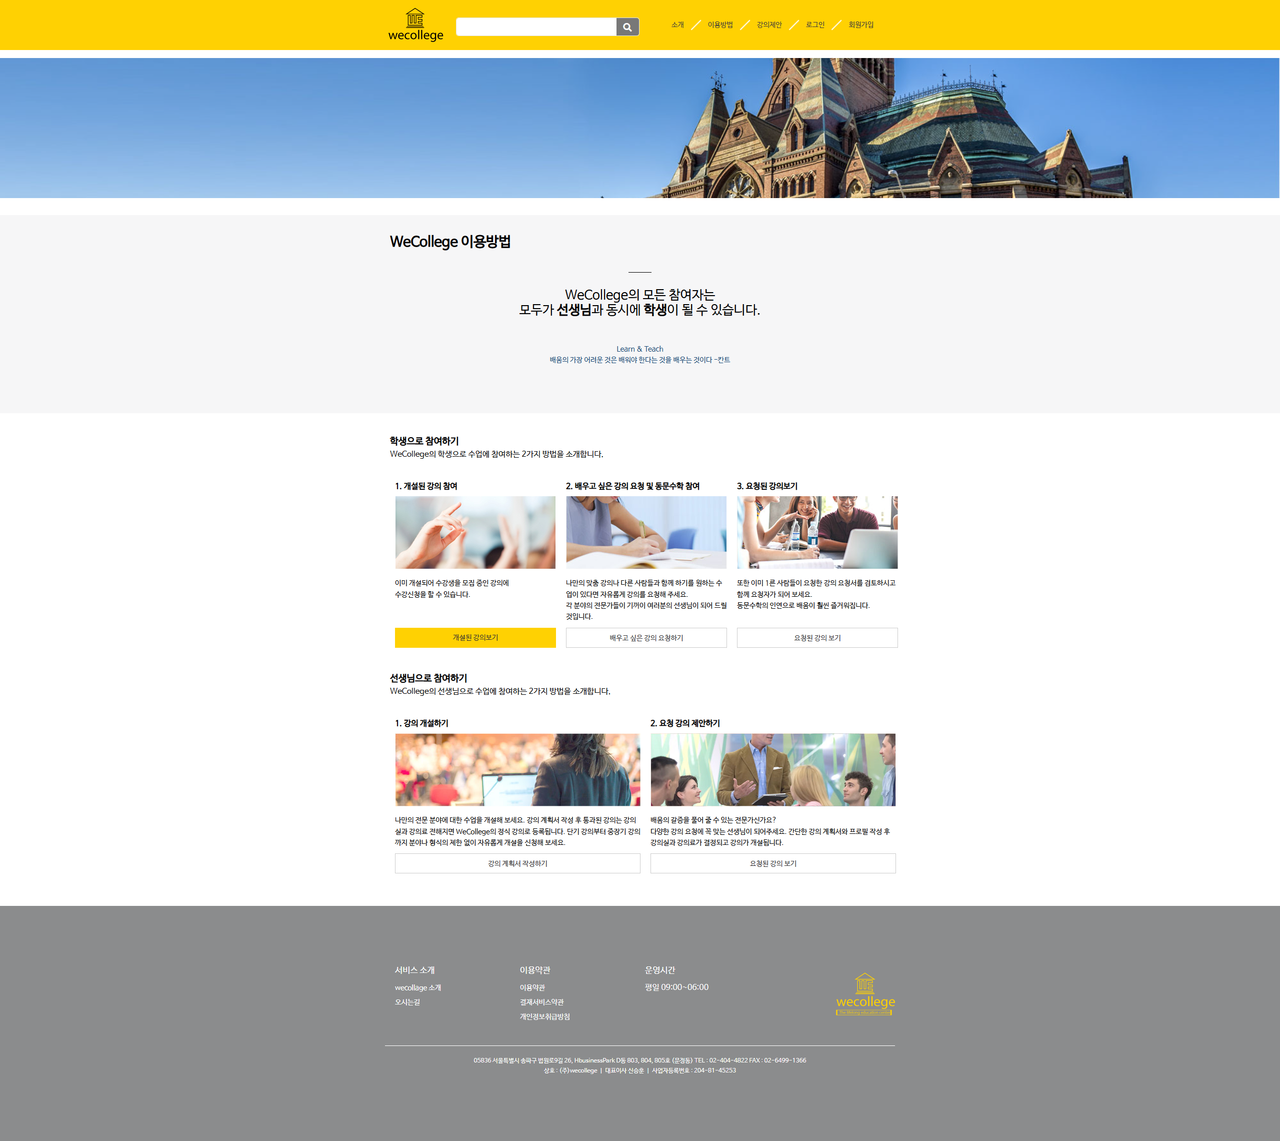 WE
wecollege
소개
이용방법
강의제안
로그인
회원가입
WeCollege 이용방법
WeCollege의 모든 참여자는
모두가 선생님과 동시에 학생이 될 수 있습니다.
Learn & Teach
배움의 가장 어려운 것은 배워야 한다는 것을 배우는 것이다 -칸트
학생으로 참여하기
WeCollege의 학생으로 수업에 참여하는 2가지 방법을 소개합니다.
1. 개설된 강의 참여
2. 배우고 싶은 강의 요청 및 동문수학 참여
3. 요청된 강의보기
이미 개설되어 수강생을 모집 중인 강의에
수강신청을 할 수 있습니다.
나만의 맞춤 강의나 다른 사람들과 함께 하기를 원하는 수
업이 있다면 자유롭게 강의를 요청해 주세요.
각 분야의 전문가들이 기꺼이 여러분의 선생님이 되어 드릴
것입니다.
또한 이미 1른 사람들이 요청한 강의 요청서를 검토하시고
함께 요청자가 되어 보세요.
동문수학의 인연으로 배움이 훨씬 즐거워집니다.
개설된 강의보기
배우고 싶은 강의 요청하기
요청된 강의 보기
선생님으로 참여하기
WeCollege의 선생님으로 수업에 참여하는 2가지 방법을 소개합니다.
1. 강의 개설하기
2. 요청 강의 제안하기
나만의 전문 분야에 대한 수업을 개설해 보세요. 강의 계획서 작성 후 통과된 강의는 강의
실과 강의료 전해지면 WeCollege의 정식 강의로 등록됩니다. 단기 강의부터 중장기 강의
까지 분야나 형식의 제한 없이 자유롭게 개설을 신청해 보세요.
배움의 갈증을 풀어 줄 수 있는 전문가신가요?
다양한 강의 요청에 꼭 맞는 선생님이 되어주세요. 간단한 강의 계획서와 프로필 작성 후
강의실과 강의료가 결정되고 강의가 개설됩니다.
강의 계획서 작성하기
요청된 강의 보기
서비스 소개
wecollage 소개
오시는길
이용약관
이용약관
결재서비스약관
개인정보취급방침
운영시간
평일 09:00~06:00
WE
wecollege
05836 서울특별시 송파구 법원로9길 26, HbusinessPark D동 803, 804, 805호 (문정동) TEL : 02-404-4822 FAX : 02-6499-1366
상호 : (주)wecollege | 대표이사 신승훈 | 사업자등록번호 : 204-81-45253